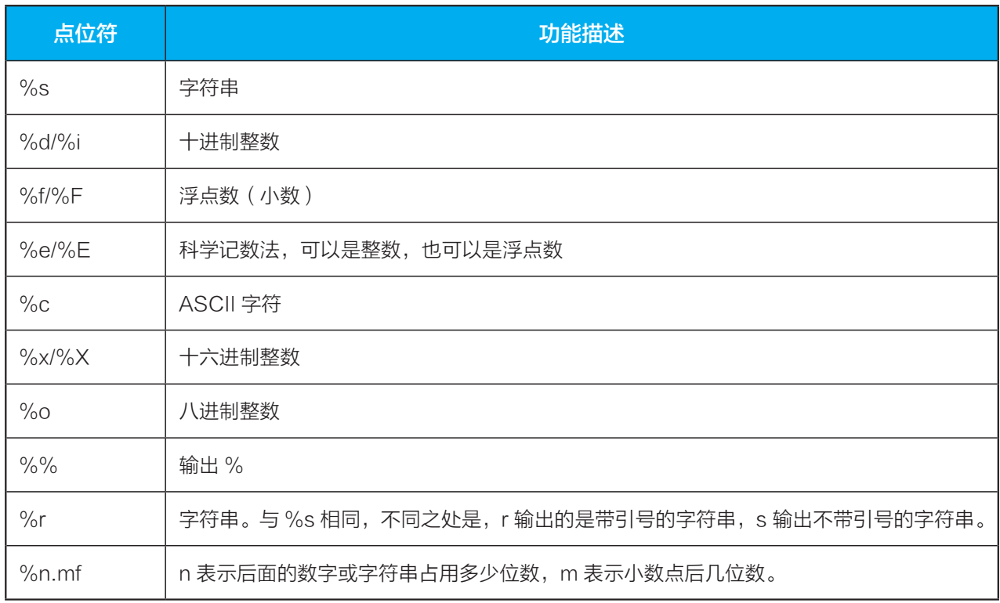 点位符 功能描述
%s 字符串
%d/%i 十进制整数
%f/%F 浮点数（小数）
%e/%E 科学记数法，可以是整数，也可以是浮点数
%c ASCII 字符
%x/%X 十六进制整数
%o 八进制整数
%% 输出 %
%r 字符串。与 %s 相同，不同之处是，r 输出的是带引号的字符串，s 输出不带引号的字符串。
%n.mf n 表示后面的数字或字符串占用多少位数，m 表示小数点后几位数。